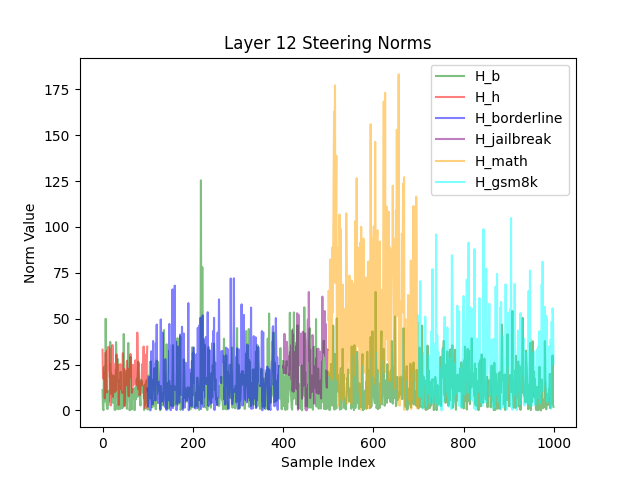 Layer 12 Steering Norms
H_b
H_h
H_borderline
H_jailbreak
H_math
H_gsm8k
Norm Value
175
150
125
100
75
50
25
0
0 200 400 600 800 1000
Sample Index